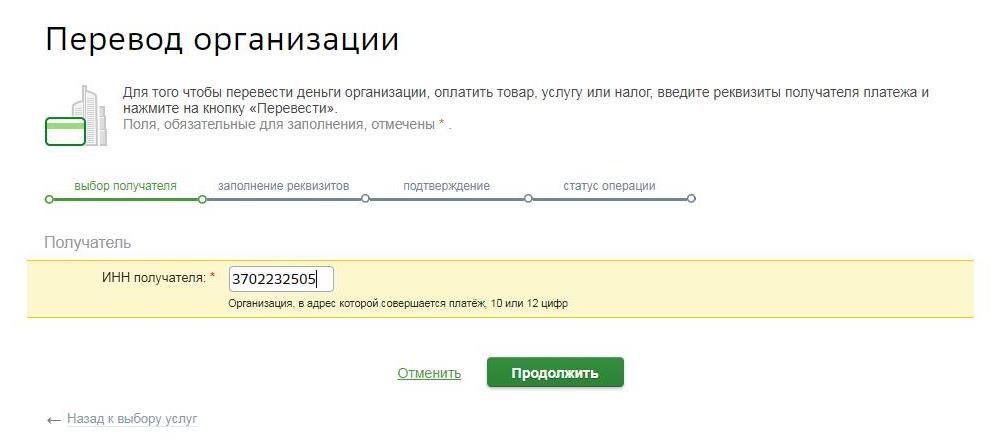 Перевод организации
Для того чтобы перевести деньги организации, оплатить товар, услугу или налог, введите реквизиты получателя платежа и
нажмите на кнопку «Перевести».
Поля, обязательные для заполнения, отмечены * .
выбор получателя заполнение реквизитов подтверждение статус операции
Получатель
ИНН получателя: * 3702232505
Организация, в адрес которой совершается платёж, 10 или 12 цифр
Отменить Продолжить
← Назад к выбору услуг